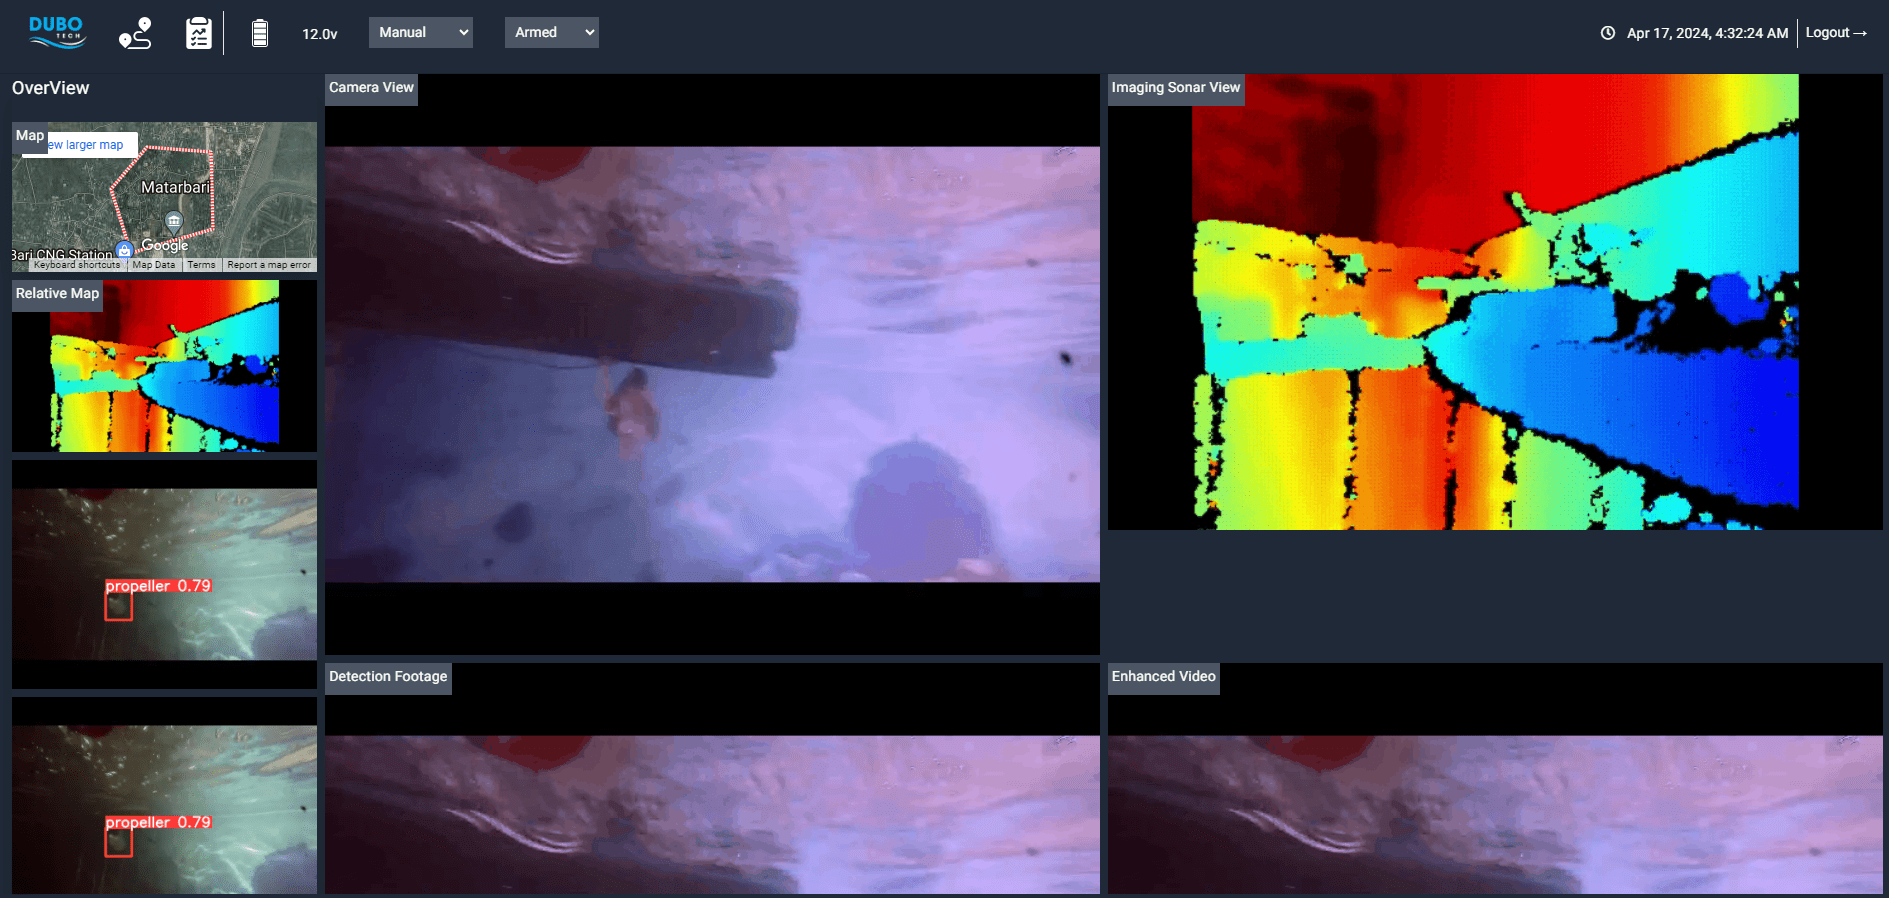 DUBO
TECH
12.0v
Manual
Armed
Apr 17, 2024, 4:32:24 AM
Logout →
OverView
Map
ew larger map
Matarbari
Bari CNG Station
Google
Keyboard shortcuts
Map Data
Terms
Report a map error
Relative Map
propeller 0.79
propeller 0.79
Camera View
Imaging Sonar View
Detection Footage
Enhanced Video